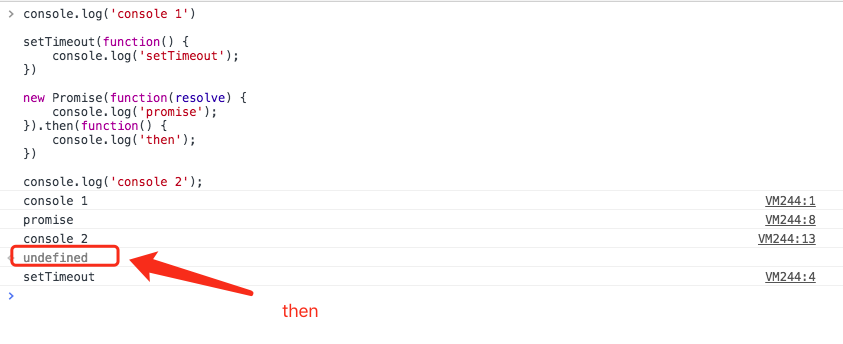 > console.log('console 1')
setTimeout(function() {
    console.log('setTimeout');
})
new Promise(function(resolve) {
    console.log('promise');
}).then(function() {
    console.log('then');
})
console.log('console 2');
console 1 VM244:1
promise VM244:8
console 2 VM244:13
undefined
setTimeout VM244:4
>
then